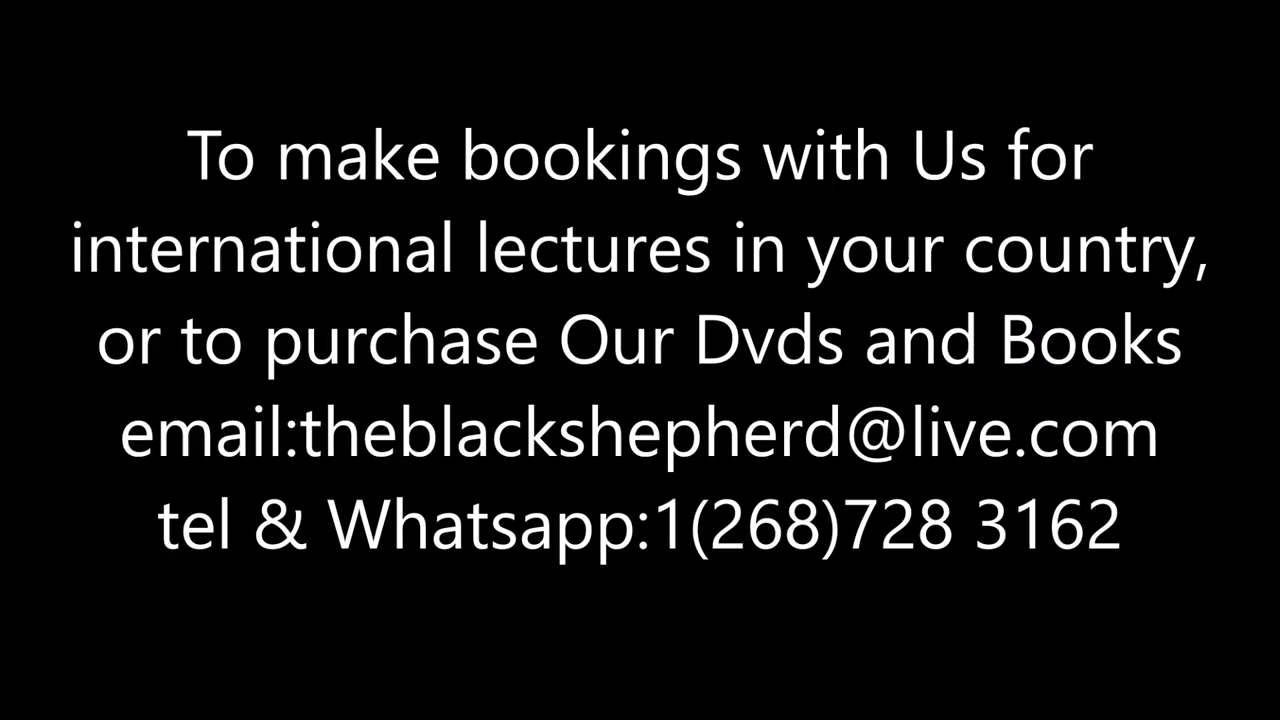 To make bookings with Us for
international lectures in your country,
or to purchase Our Dvds and Books
email:theblackshepherd@live.com
tel & Whatsapp:1(268)728 3162